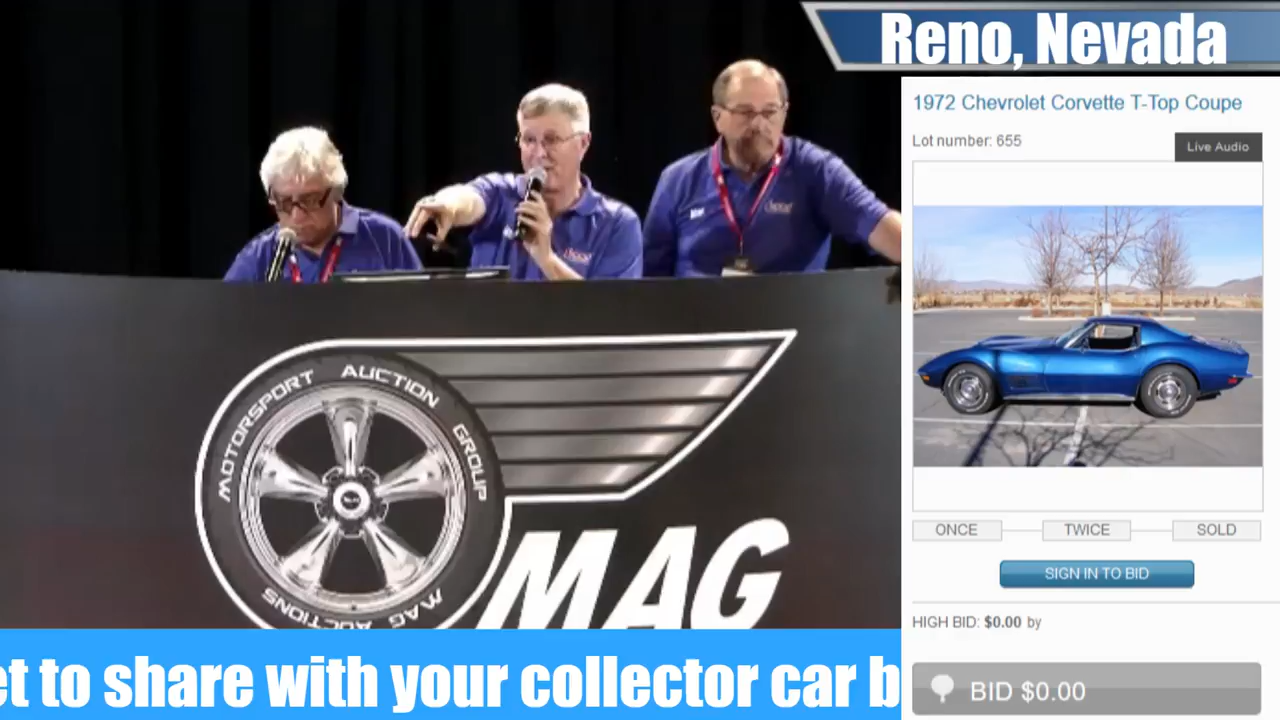 Reno, Nevada
1972 Chevrolet Corvette T-Top Coupe
Lot number: 655
Live Audio
ONCE
TWICE
SOLD
SIGN IN TO BID
HIGH BID: $0.00 by
BID $0.00
MOTORSPORT AUCTION GROUP
MAG AUCTIONS
MAG
et to share with your collector car b